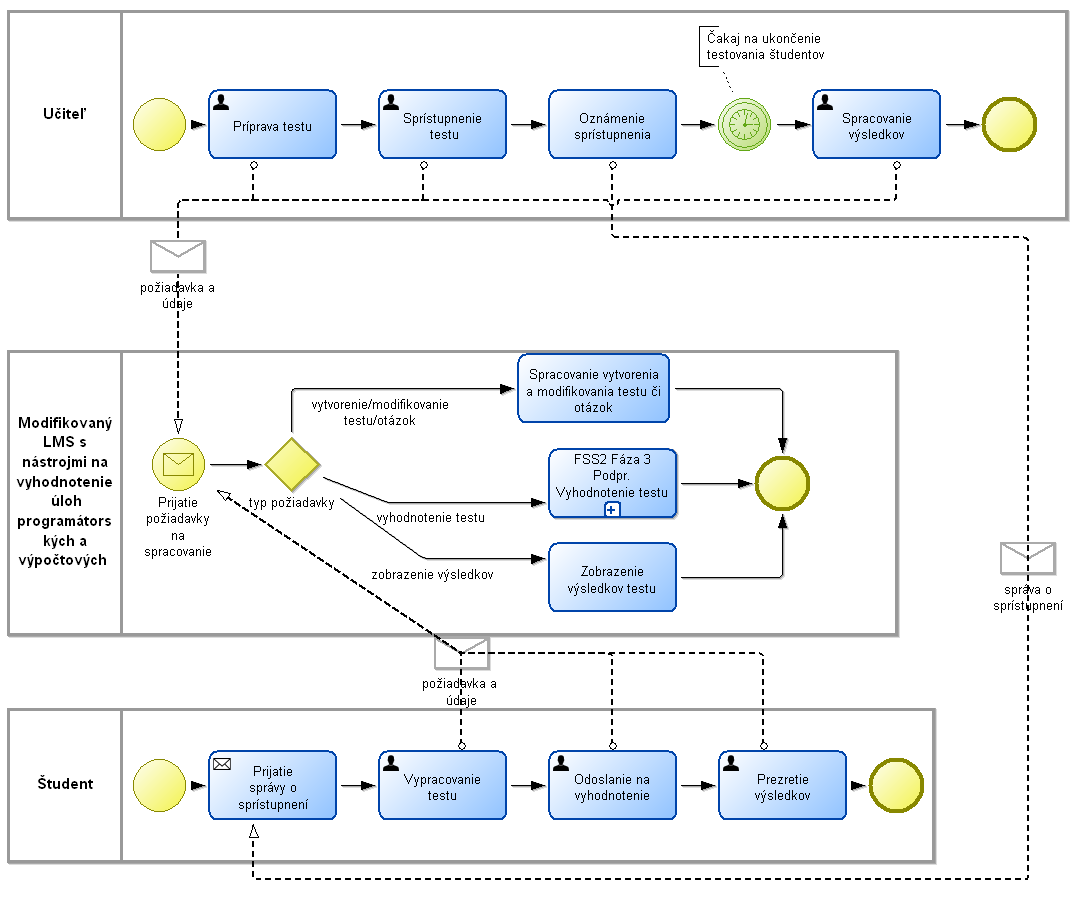 Čakaj na ukončenie
testovania študentov
Učiteľ
Príprava testu
Sprístupnenie
testu
Oznámenie
sprístupnenia
Spracovanie
výsledkov
požiadavka a
údaje
Modifikovaný
LMS s
nástrojmi na
vyhodnotenie
úloh
programátors
kých a
výpočtových
Prijatie
požiadavky
na
spracovanie
typ požiadavky
vytvorenie/modifikovanie
testu/otázok
Spracovanie vytvorenia
a modifikovania testu či
otázok
vyhodnotenie testu
FSS2 Fáza 3
Podpr.
Vyhodnotenie testu
zobrazenie výsledkov
Zobrazenie
výsledkov testu
správa o
sprístupnení
požiadavka a
údaje
Študent
Prijatie
správy o
sprístupnení
Vypracovanie
testu
Odoslanie na
vyhodnotenie
Prezretie
výsledkov